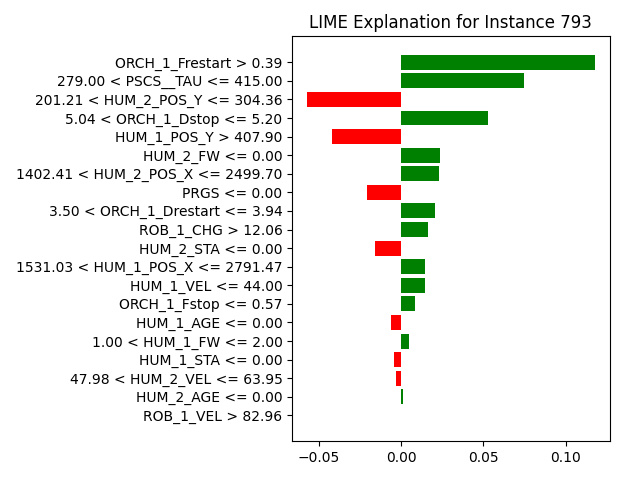 LIME Explanation for Instance 793
ORCH_1_Frestart > 0.39
279.00 < PSCS__TAU <= 415.00
201.21 < HUM_2_POS_Y <= 304.36
5.04 < ORCH_1_Dstop <= 5.20
HUM_1_POS_Y > 407.90
HUM_2_FW <= 0.00
1402.41 < HUM_2_POS_X <= 2499.70
PRGS <= 0.00
3.50 < ORCH_1_Drestart <= 3.94
ROB_1_CHG > 12.06
HUM_2_STA <= 0.00
1531.03 < HUM_1_POS_X <= 2791.47
HUM_1_VEL <= 44.00
ORCH_1_Fstop <= 0.57
HUM_1_AGE <= 0.00
1.00 < HUM_1_FW <= 2.00
HUM_1_STA <= 0.00
47.98 < HUM_2_VEL <= 63.95
HUM_2_AGE <= 0.00
ROB_1_VEL > 82.96
−0.05 0.00 0.05 0.10